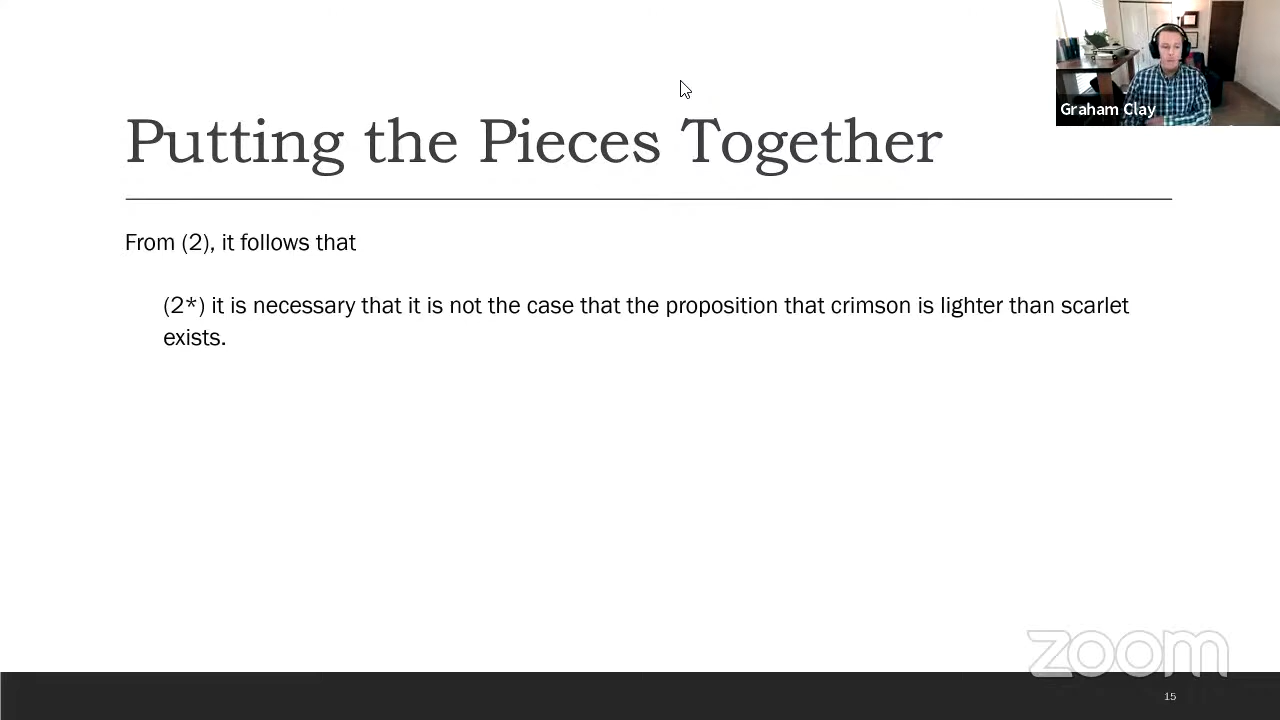 Graham Clay
Putting the Pieces Together
From (2), it follows that
(2*) it is necessary that it is not the case that the proposition that crimson is lighter than scarlet
exists.
zoom
15